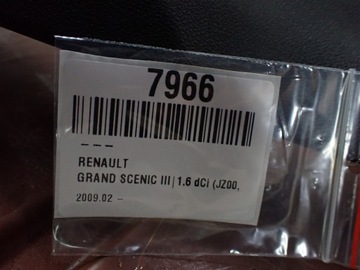 7966
– – –
RENAULT
GRAND SCENIC III|1.6 dCi (JZ00,
2009.02 –